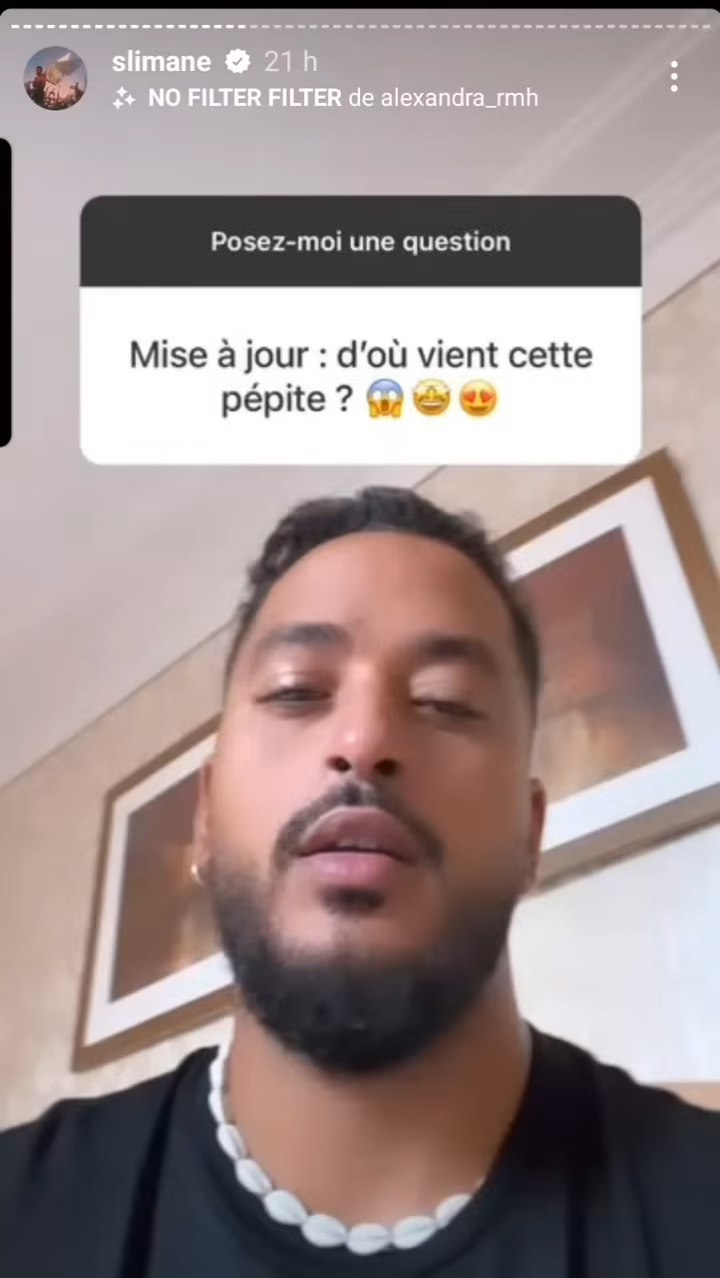 slimane 21 h
NO FILTER FILTER de alexandra_rmh
Posez-moi une question
Mise à jour : d’où vient cette
pépite ? 😱🤩😍